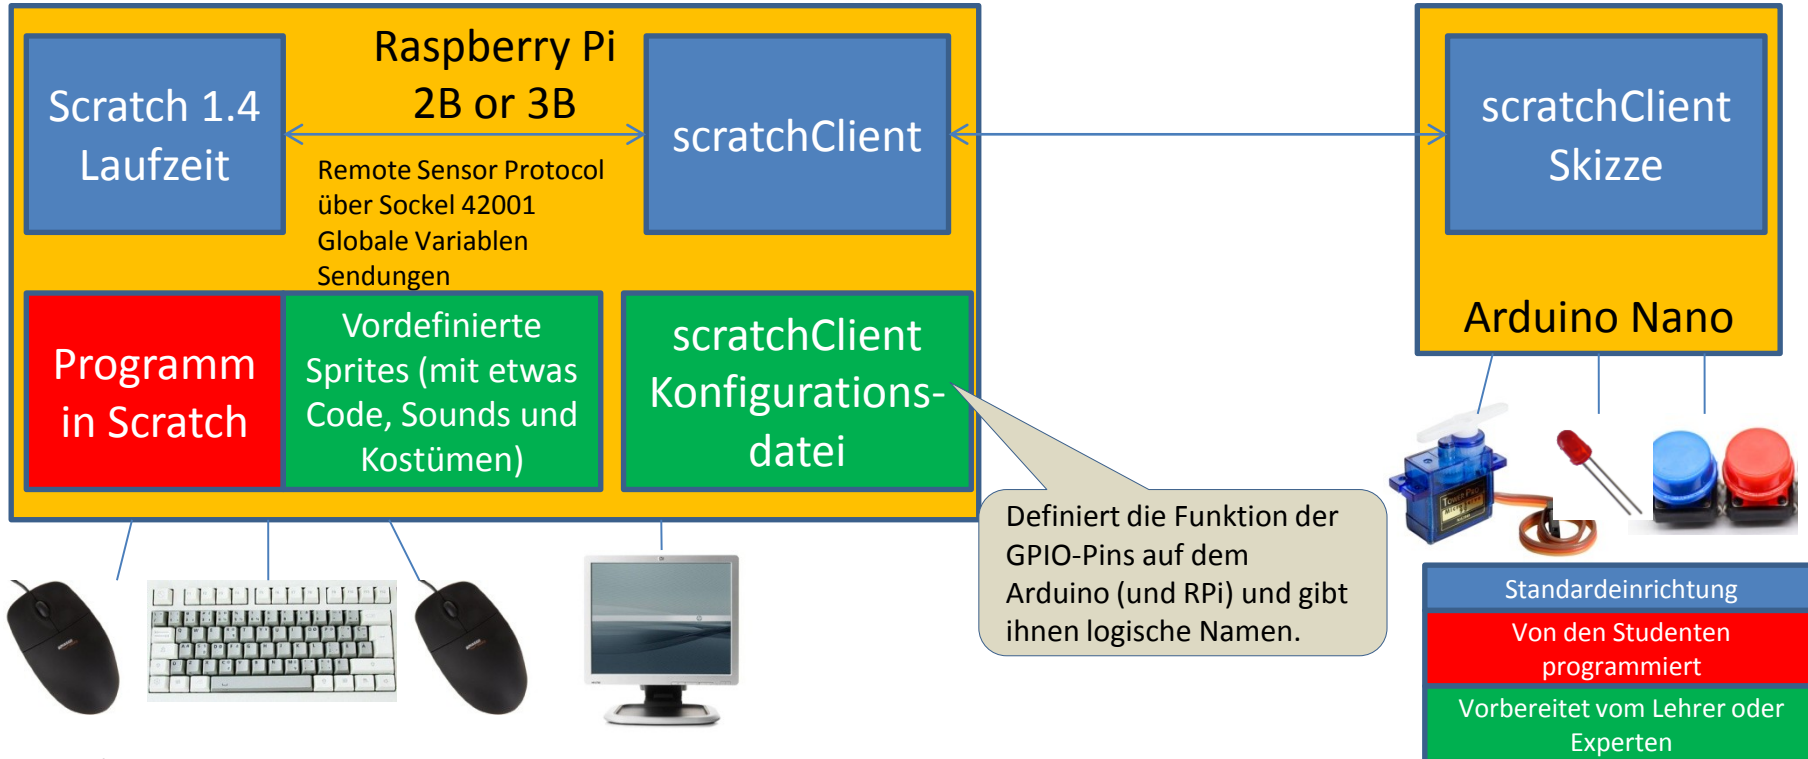 Raspberry Pi
2B or 3B
Scratch 1.4
Laufzeit
scratchClient
Remote Sensor Protocol
über Sockel 42001
Globale Variablen
Sendungen
Programm
in Scratch
Vordefinierte
Sprites (mit etwas
Code, Sounds und
Kostümen)
scratchClient
Konfigurations-
datei
scratchClient
Skizze
Arduino Nano
Definiert die Funktion der
GPIO-Pins auf dem
Arduino (und RPi) und gibt
ihnen logische Namen.
Standardeinrichtung
Von den Studenten
programmiert
Vorbereitet vom Lehrer oder
Experten